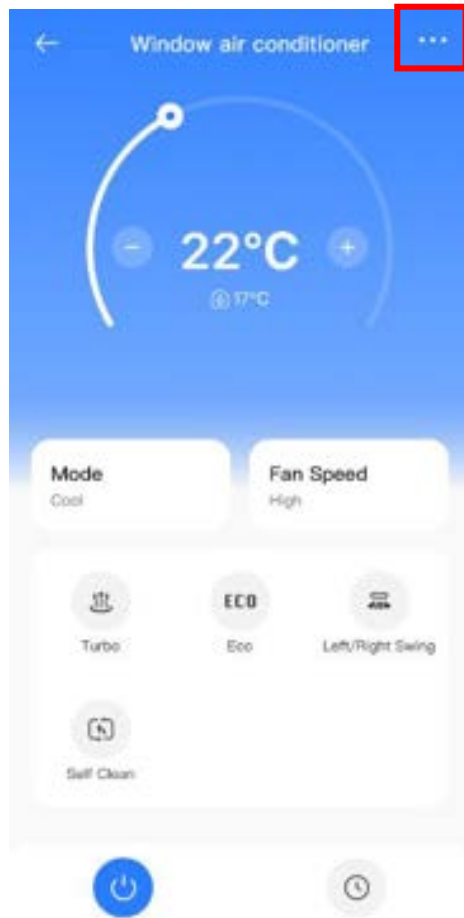 Window air conditioner
22°C
17°C
Mode
Cool
Fan Speed
High
ECO
Turbo
Eco
Left/Right Swing
Self Clean